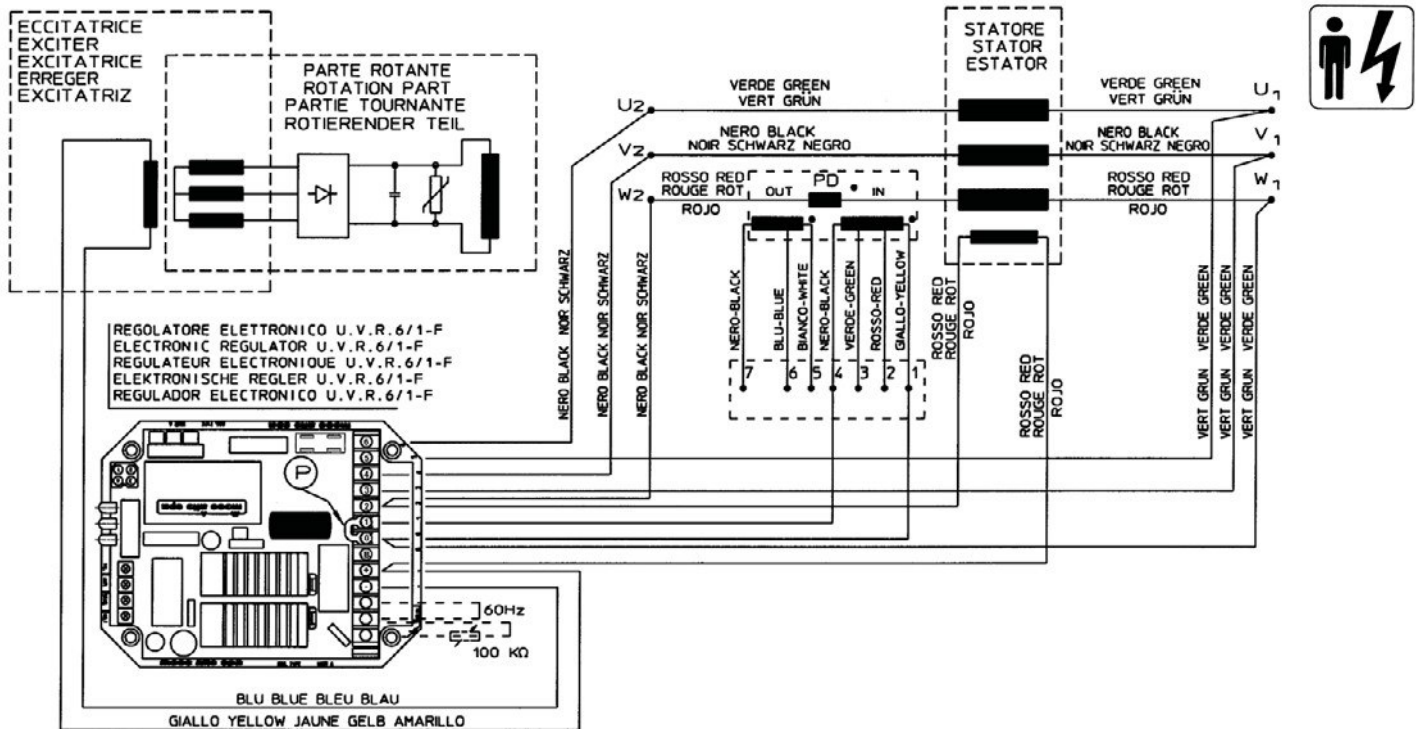 ECCITATRICE
EXCITER
EXCITATRICE
ERREGER
EXCITATRIZ
PARTE ROTANTE
ROTATION PART
PARTIE TOURNANTE
ROTIERENDER TEIL
STATORE
STATOR
ESTATOR
U2
VERDE GREEN
VERT GRÜN
VERDE GREEN
VERT GRÜN
U1
V2
NERO BLACK
NOIR SCHWARZ NEGRO
NERO BLACK
NOIR SCHWARZ NEGRO
V1
W2
ROSSO RED
ROUGE ROT
ROJO
OUT PD IN
ROSSO RED
ROUGE ROT
ROJO
W1
NERO BLACK NOIR SCHWARZ
NERO BLACK NOIR SCHWARZ
NERO BLACK NOIR SCHWARZ
NERO-BLACK
BLU-BLUE
BIANCO-WHITE
NERO-BLACK
VERDE-GREEN
ROSSO-RED
GIALLO-YELLOW
7 6 5 4 3 2 1
ROSSO RED
ROUGE ROT
ROJO
ROSSO RED
ROUGE ROT
ROJO
VERT GRUN VERDE GREEN
VERT GRUN VERDE GREEN
VERT GRUN VERDE GREEN
REGOLATORE ELETTRONICO U.V.R.6/1-F
ELECTRONIC REGULATOR U.V.R.6/1-F
REGULATEUR ELECTRONIQUE U.V.R.6/1-F
ELEKTRONISCHE REGLER U.V.R.6/1-F
REGULADOR ELECTRONICO U.V.R.6/1-F
P
60Hz
100 KΩ
BLU BLUE BLEU BLAU
GIALLO YELLOW JAUNE GELB AMARILLO